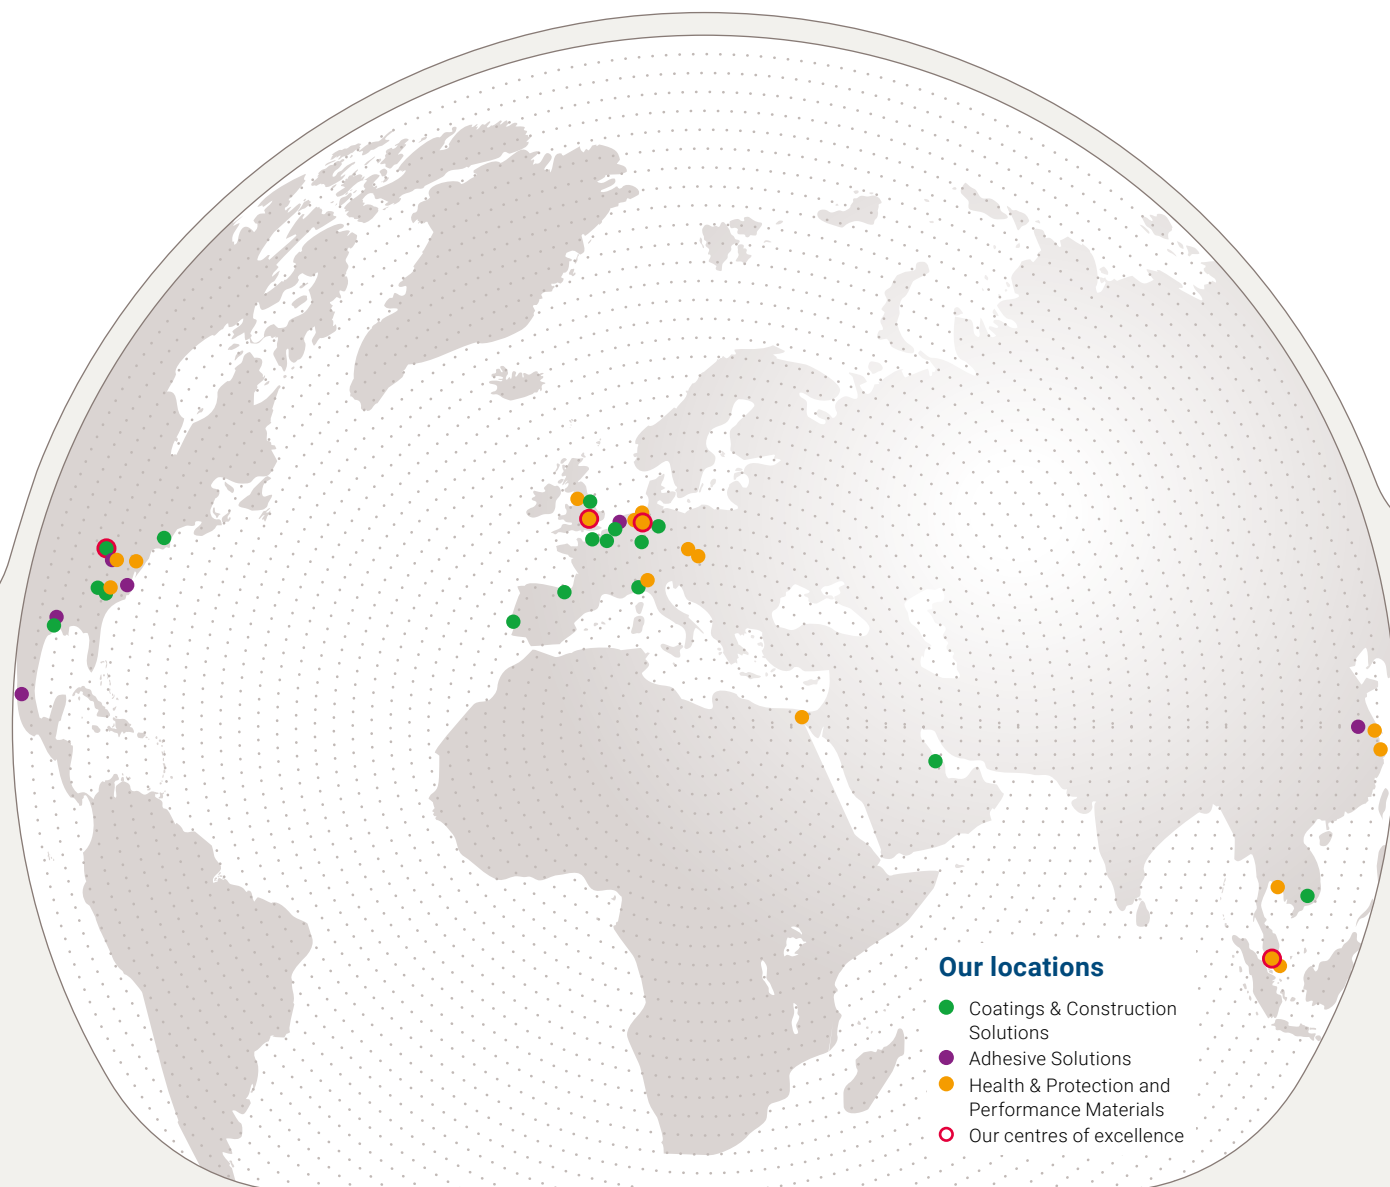 Our locations
Coatings & Construction
Solutions
Adhesive Solutions
Health & Protection and
Performance Materials
Our centres of excellence